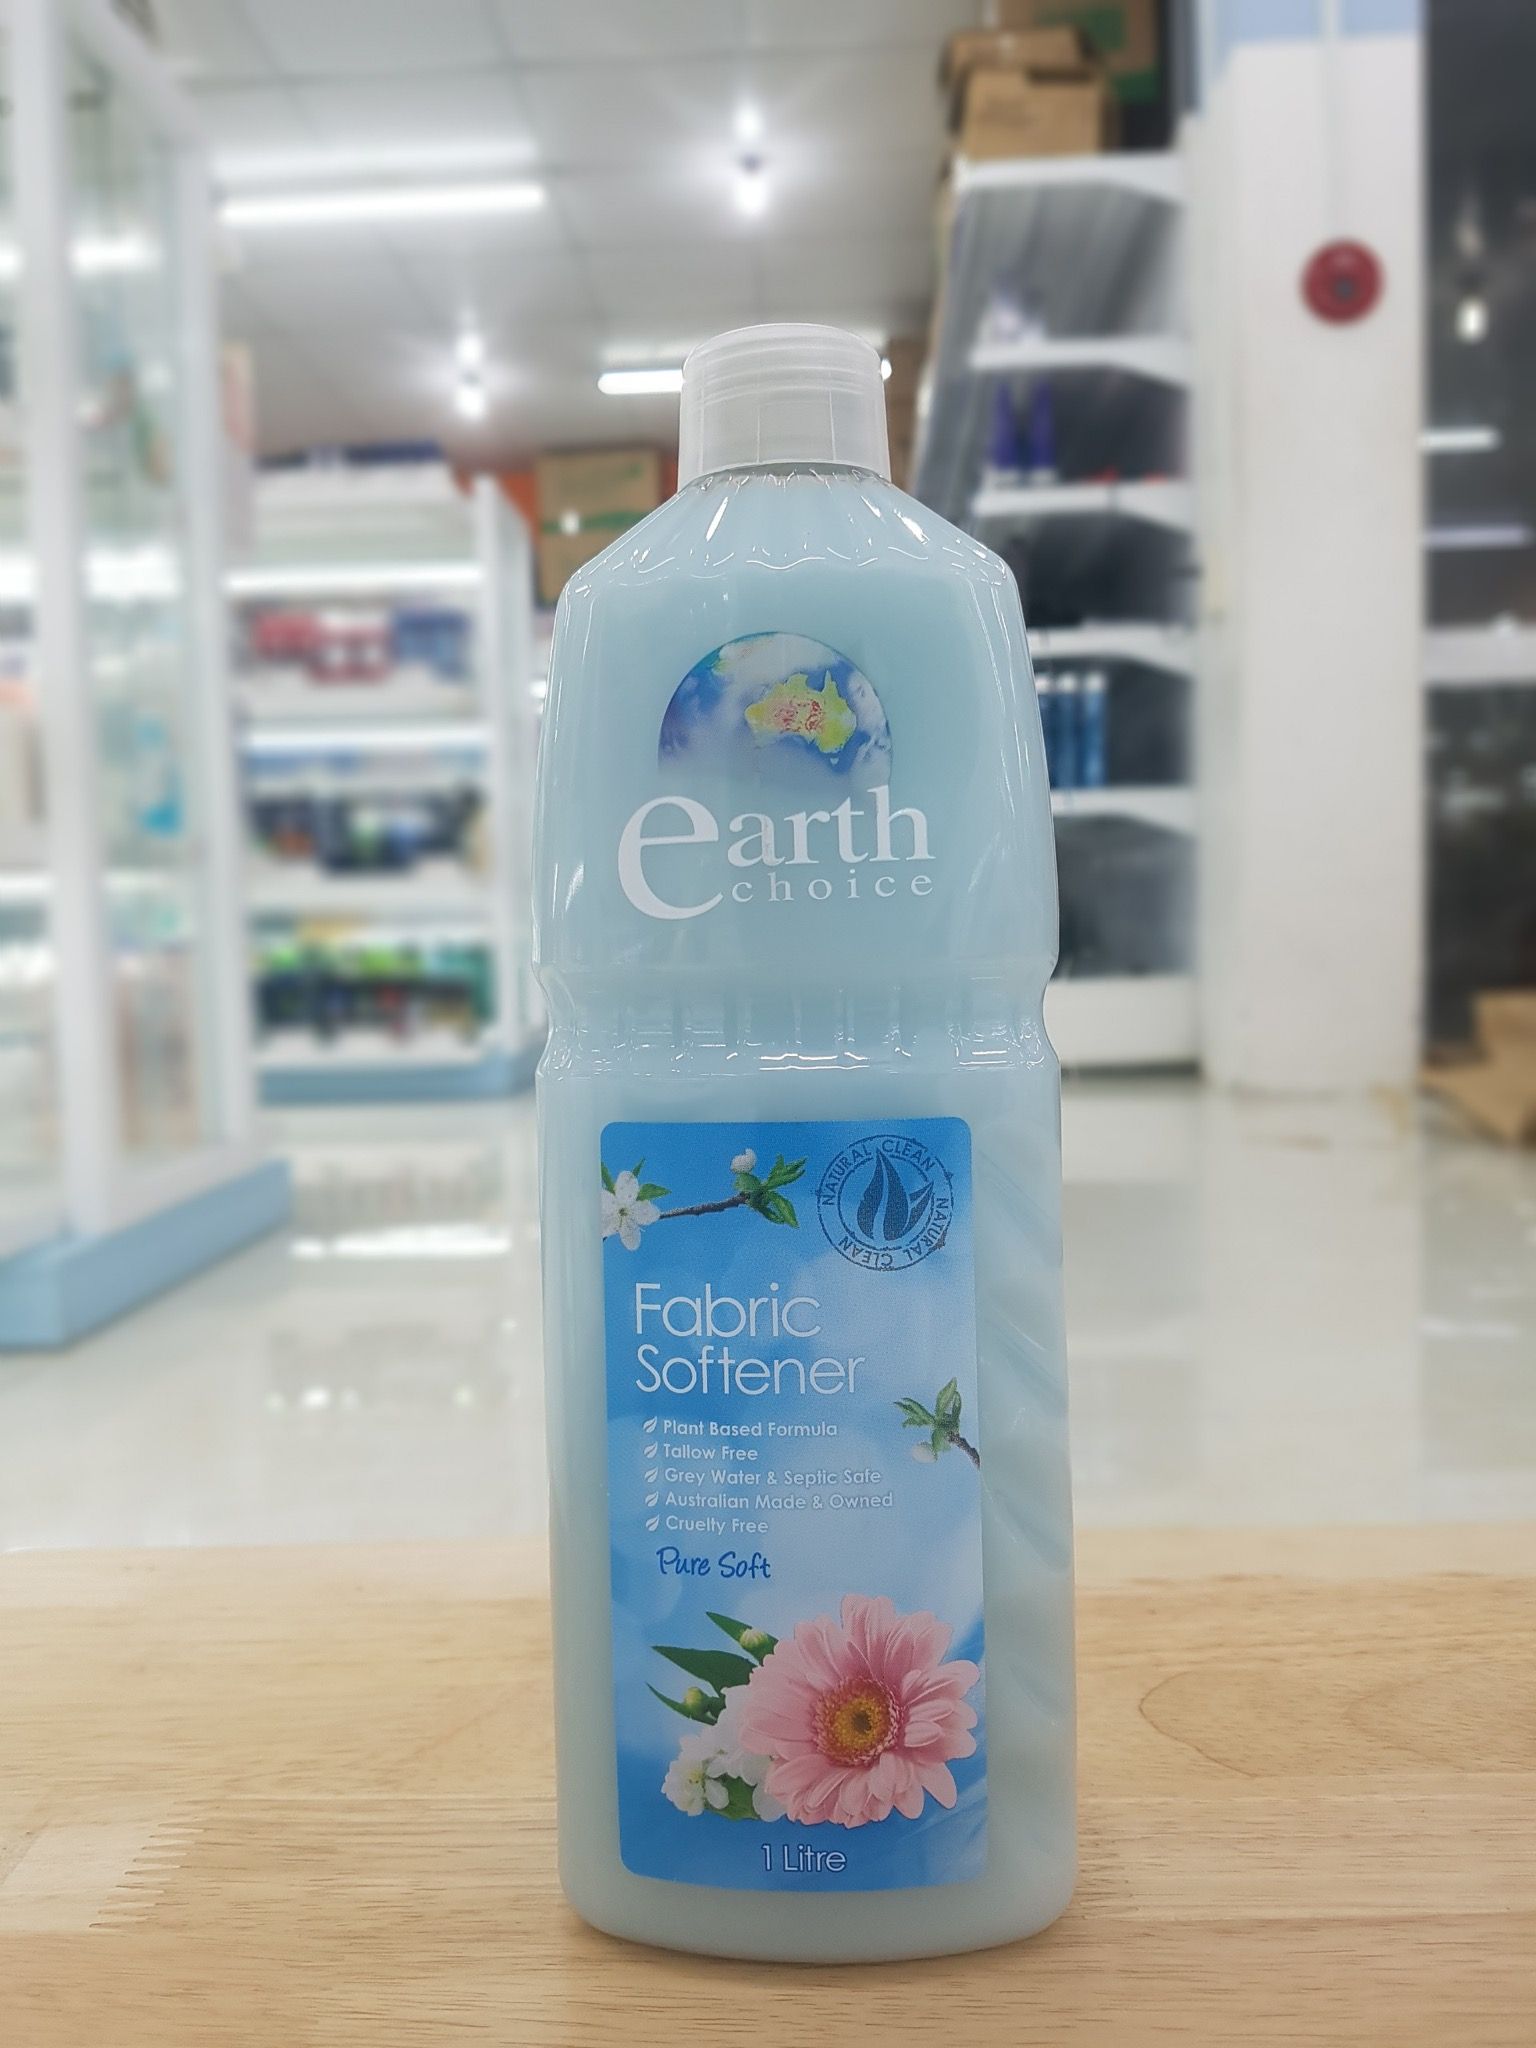 earth
choice
NATURAL CLEAN NATURAL CLEAN
Fabric
Softener
Plant Based Formula
Tallow Free
Grey Water & Septic Safe
Australian Made & Owned
Cruelty Free
Pure Soft
1 Litre